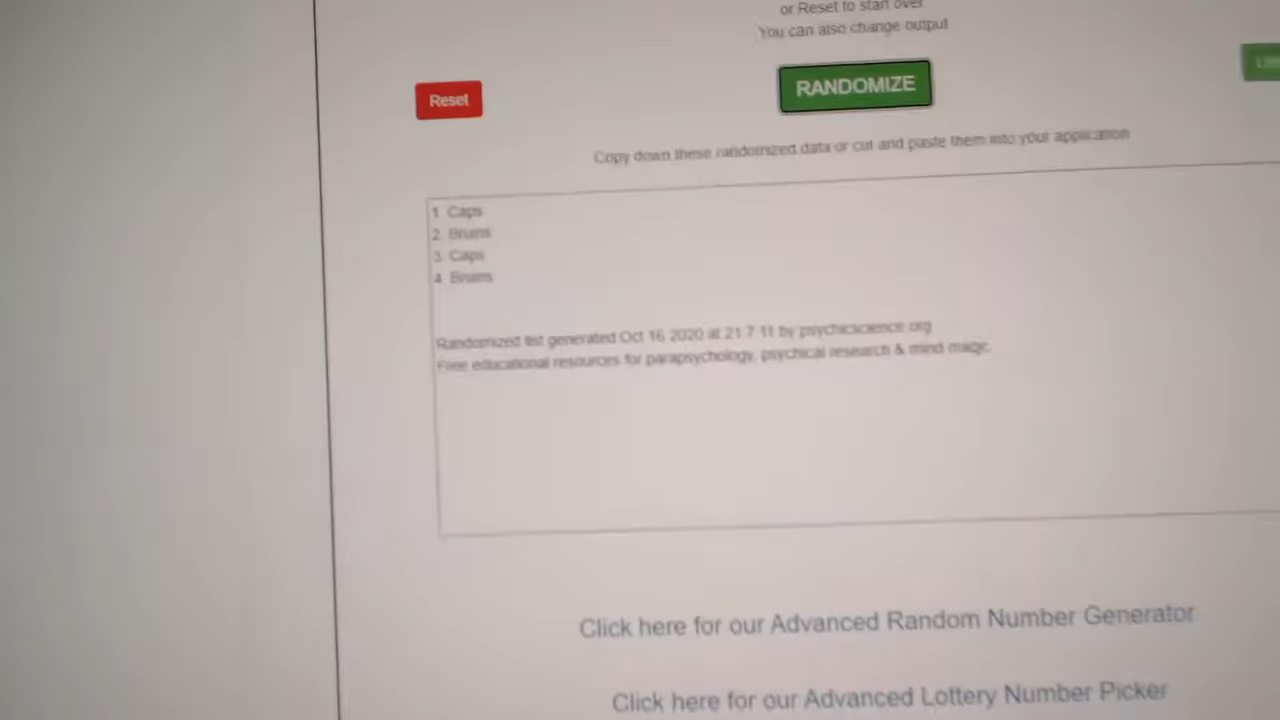 or Reset to start over
You can also change output
Reset
RANDOMIZE
Copy down these randomized data or cut and paste them into your application
1. Caps
2. Bruins
3. Caps
4. Bruins
Randomized list generated Oct 16 2020 at 21:7:11 by psychicscience.org
Free educational resources for parapsychology, psychical research & mind magic.
Click here for our Advanced Random Number Generator
Click here for our Advanced Lottery Number Picker